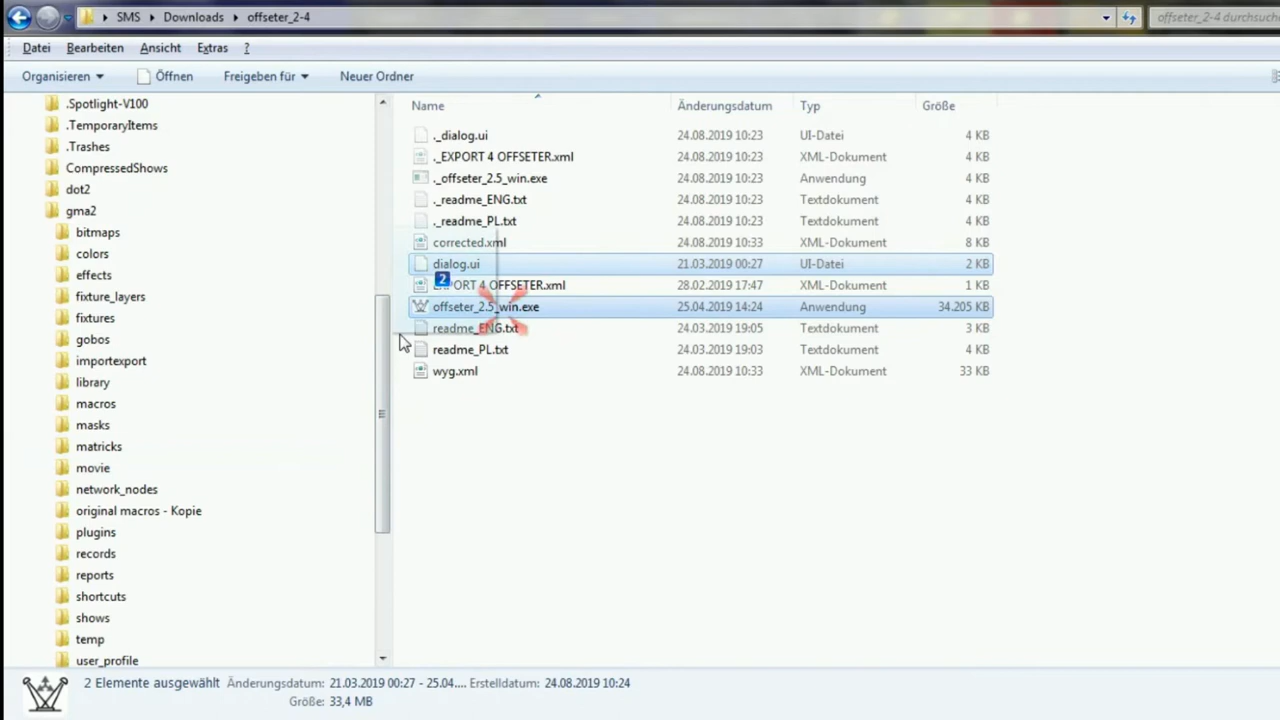 SMS Downloads offseter_2-4 offseter_2-4 durchsuche
Datei Bearbeiten Ansicht Extras ?
Organisieren Öffnen Freigeben für Neuer Ordner
Name Änderungsdatum Typ Größe
.Spotlight-V100
.TemporaryItems
.Trashes
CompressedShows
dot2
gma2
bitmaps
colors
effects
fixture_layers
fixtures
gobos
importexport
library
macros
masks
matricks
movie
network_nodes
original macros - Kopie
plugins
records
reports
shortcuts
shows
temp
user_profile
._dialog.ui 24.08.2019 10:23 UI-Datei 4 KB
._EXPORT 4 OFFSETER.xml 24.08.2019 10:23 XML-Dokument 4 KB
._offseter_2.5_win.exe 24.08.2019 10:23 Anwendung 4 KB
._readme_ENG.txt 24.08.2019 10:23 Textdokument 4 KB
._readme_PL.txt 24.08.2019 10:23 Textdokument 4 KB
corrected.xml 24.08.2019 10:33 XML-Dokument 8 KB
dialog.ui 21.03.2019 00:27 UI-Datei 2 KB
2
PORT 4 OFFSETER.xml 28.02.2019 17:47 XML-Dokument 1 KB
offseter_2.5_win.exe 25.04.2019 14:24 Anwendung 34.205 KB
readme_ENG.txt 24.03.2019 19:05 Textdokument 3 KB
readme_PL.txt 24.03.2019 19:03 Textdokument 4 KB
wyg.xml 24.08.2019 10:33 XML-Dokument 33 KB
2 Elemente ausgewählt Änderungsdatum: 21.03.2019 00:27 - 25.04.... Erstelldatum: 24.08.2019 10:24
Größe: 33,4 MB